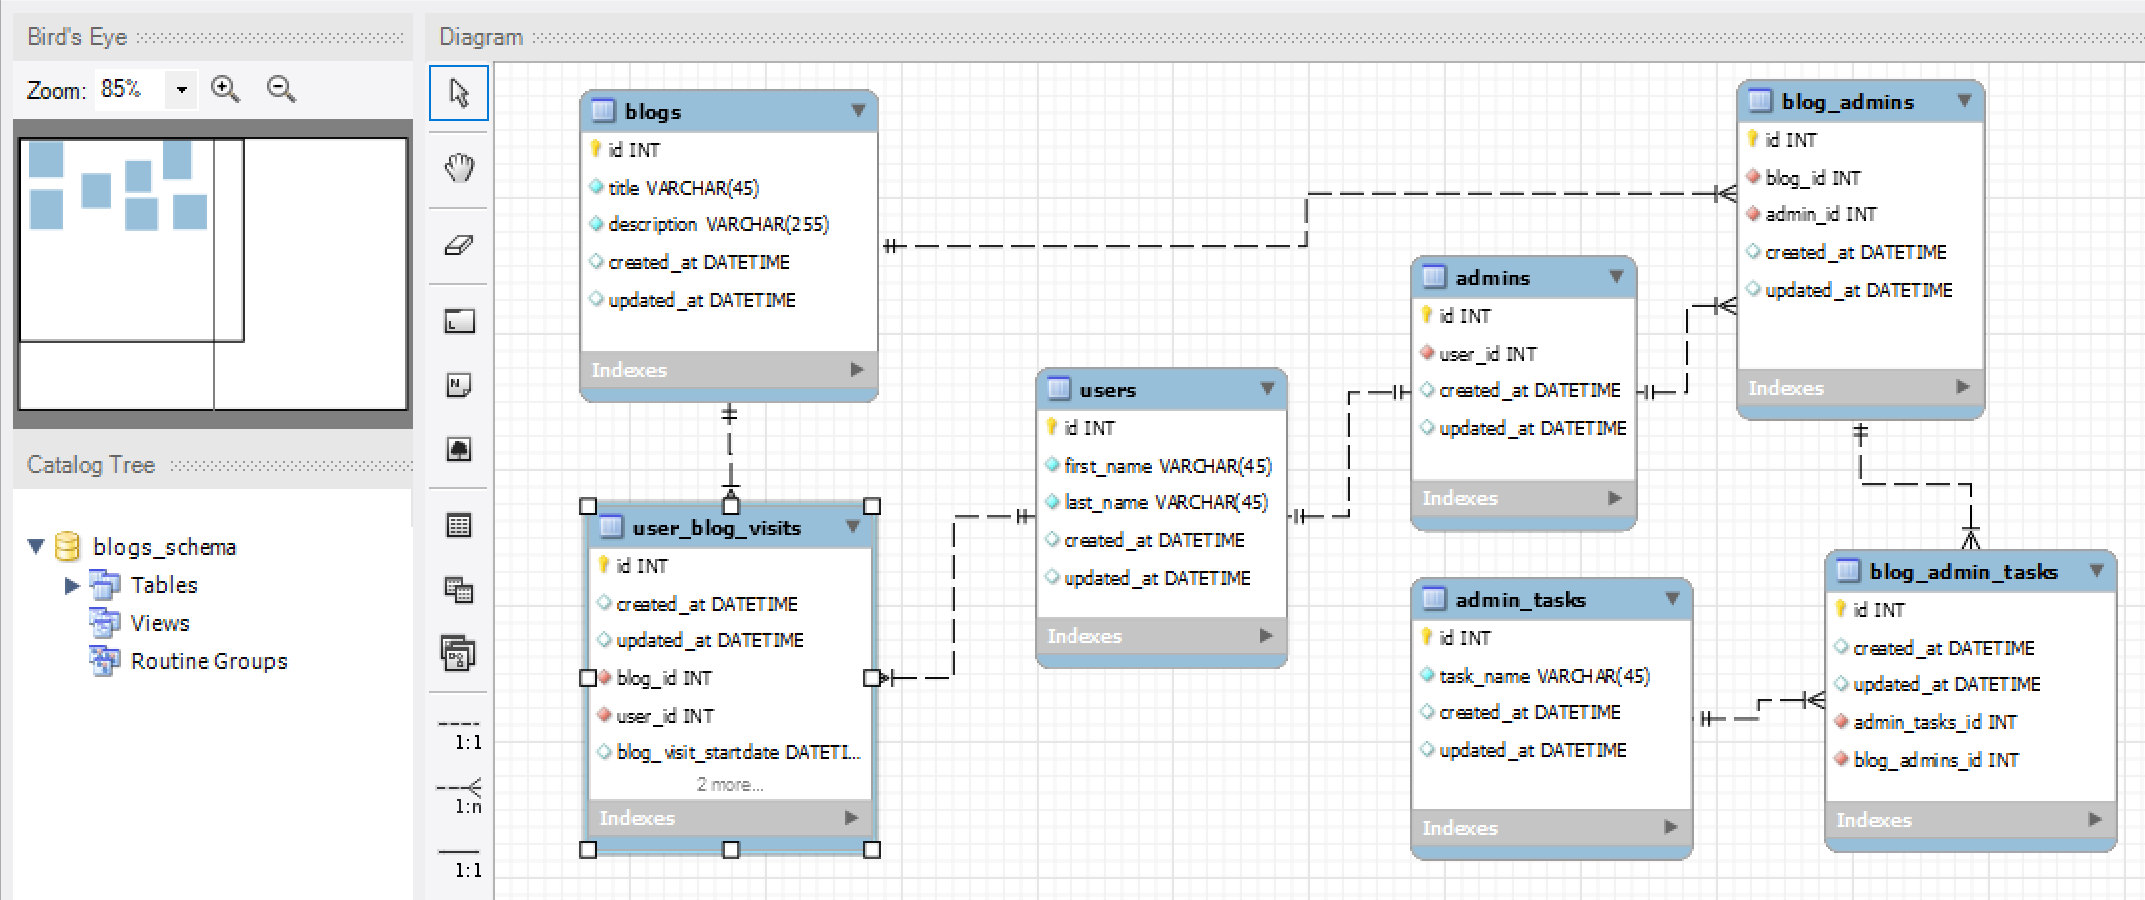 Bird's Eye
Zoom: 85%
Catalog Tree
blogs_schema
Tables
Views
Routine Groups
Diagram
N
1:1
1:n
1:1
blogs
id INT
title VARCHAR(45)
description VARCHAR(255)
created_at DATETIME
updated_at DATETIME
Indexes
user_blog_visits
id INT
created_at DATETIME
updated_at DATETIME
blog_id INT
user_id INT
blog_visit_startdate DATETI...
2 more...
Indexes
users
id INT
first_name VARCHAR(45)
last_name VARCHAR(45)
created_at DATETIME
updated_at DATETIME
Indexes
admins
id INT
user_id INT
created_at DATETIME
updated_at DATETIME
Indexes
admin_tasks
id INT
task_name VARCHAR(45)
created_at DATETIME
updated_at DATETIME
Indexes
blog_admins
id INT
blog_id INT
admin_id INT
created_at DATETIME
updated_at DATETIME
Indexes
blog_admin_tasks
id INT
created_at DATETIME
updated_at DATETIME
admin_tasks_id INT
blog_admins_id INT
Indexes